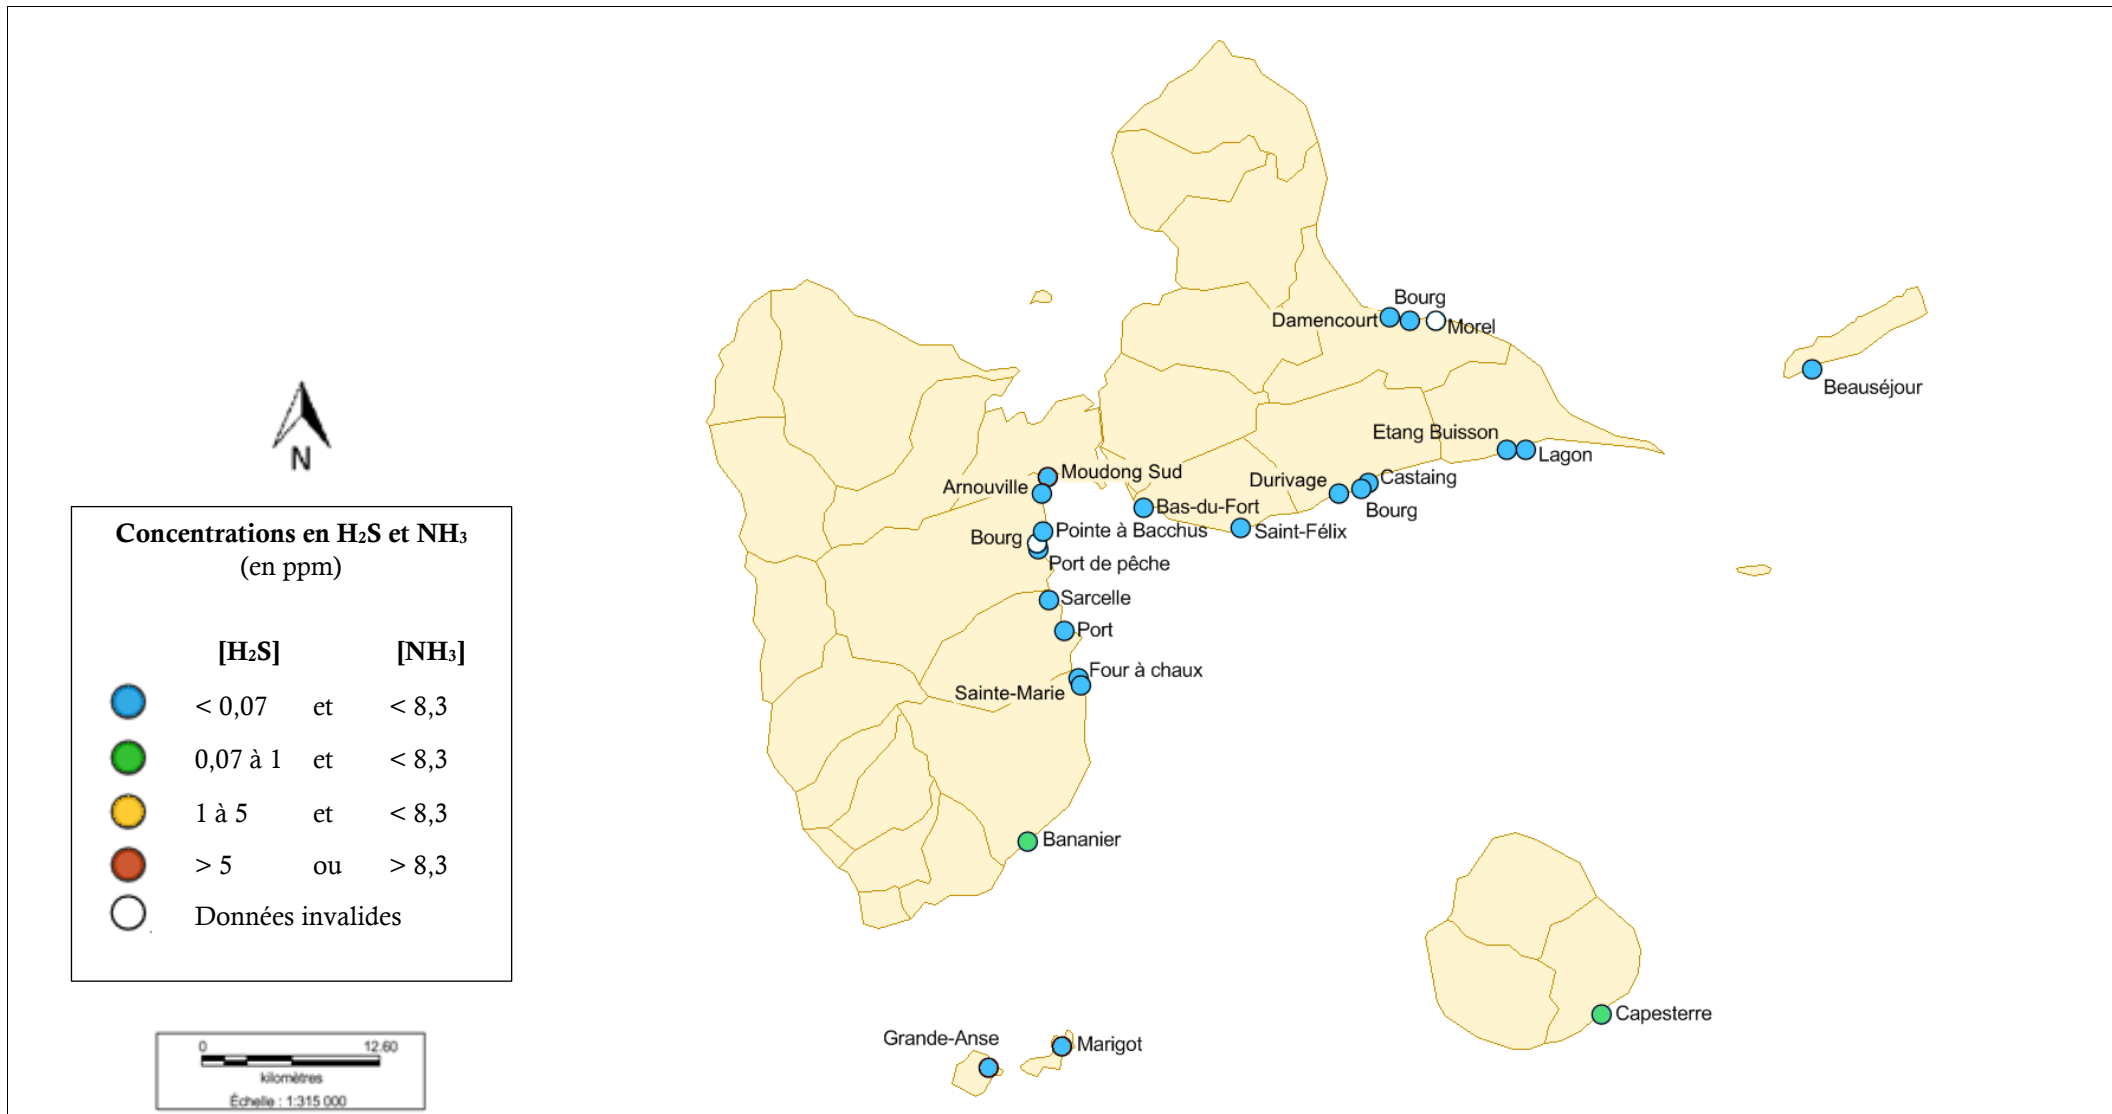 Bourg
Damencourt
Morel
Beauséjour
Etang Buisson
Lagon
Moudong Sud
Castaing
Durivage
Arnouville
Bas-du-Fort
Bourg
Pointe à Bacchus
Saint-Félix
Bourg
Port de pêche
Sarcelle
Port
Four à chaux
Sainte-Marie
Bananier
Capesterre
Grande-Anse
Marigot
N
Concentrations en H₂S et NH₃
(en ppm)
[H₂S] [NH₃]
< 0,07 et < 8,3
0,07 à 1 et < 8,3
1 à 5 et < 8,3
> 5 ou > 8,3
Données invalides
0 12.60
kilomètres
Échelle : 1:315 000